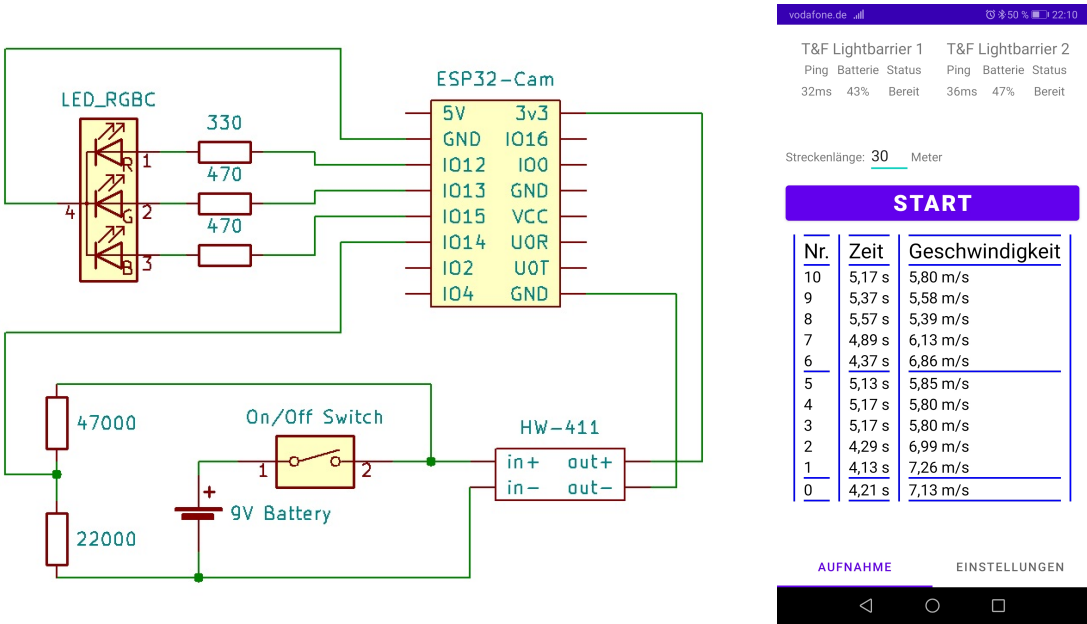 ESP32-Cam
LED_RGBC
330
470
470
R
G
B
1
2
3
4
5V 3v3
GND IO16
IO12 IO0
IO13 GND
IO15 VCC
IO14 U0R
IO2 U0T
IO4 GND
47000
22000
On/Off Switch
1 2
+
9V Battery
HW-411
in+ out+
in- out-
vodafone.de 50 % 22:10
T&F Lightbarrier 1 T&F Lightbarrier 2
Ping Batterie Status Ping Batterie Status
32ms 43% Bereit 36ms 47% Bereit
Streckenlänge: 30 Meter
START
Nr. Zeit Geschwindigkeit
10 5,17 s 5,80 m/s
9 5,37 s 5,58 m/s
8 5,57 s 5,39 m/s
7 4,89 s 6,13 m/s
6 4,37 s 6,86 m/s
5 5,13 s 5,85 m/s
4 5,17 s 5,80 m/s
3 5,17 s 5,80 m/s
2 4,29 s 6,99 m/s
1 4,13 s 7,26 m/s
0 4,21 s 7,13 m/s
AUFNAHME EINSTELLUNGEN